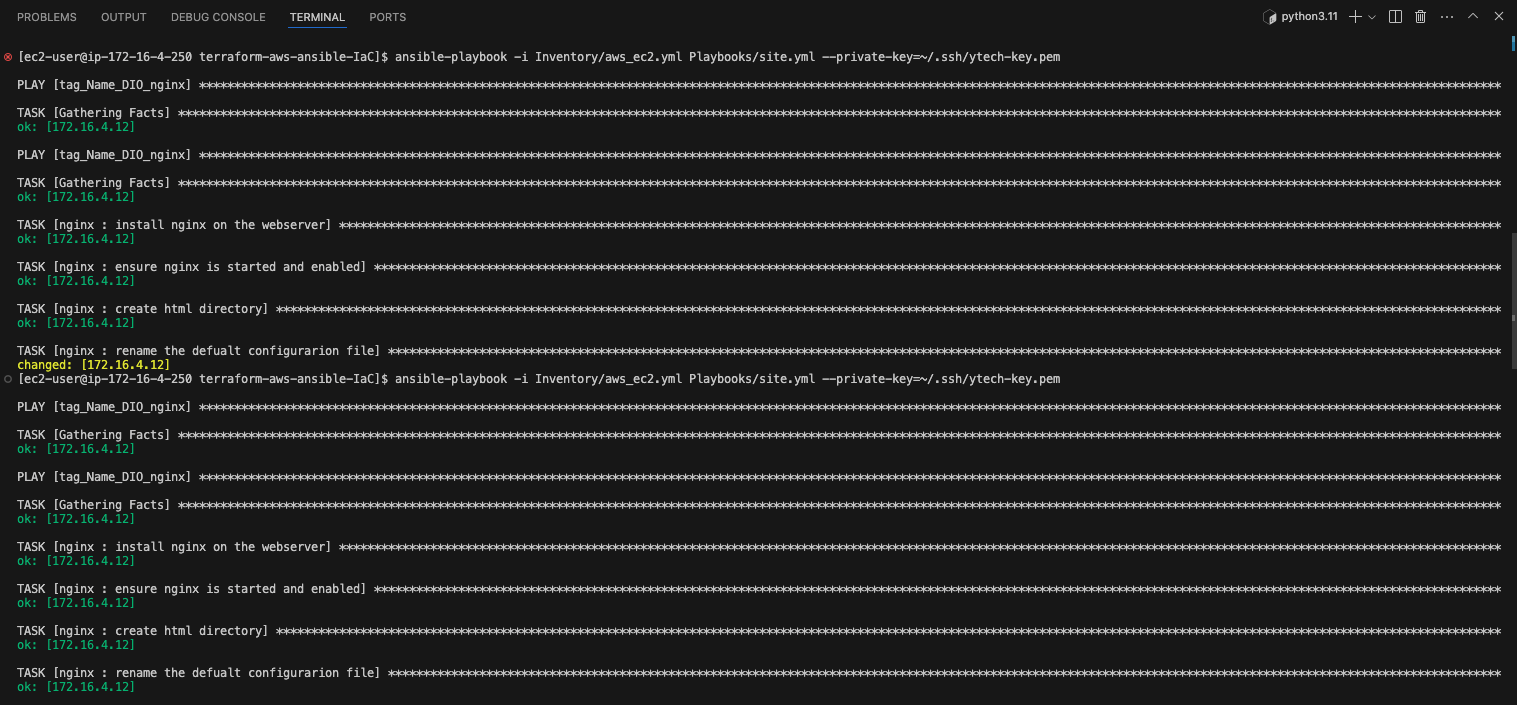 PROBLEMS OUTPUT DEBUG CONSOLE TERMINAL PORTS python3.11
[ec2-user@ip-172-16-4-250 terraform-aws-ansible-IaC]$ ansible-playbook -i Inventory/aws_ec2.yml Playbooks/site.yml --private-key=~/.ssh/ytech-key.pem
PLAY [tag_Name_DIO_nginx] ****************************************************************
TASK [Gathering Facts] ****************************************************************
ok: [172.16.4.12]
PLAY [tag_Name_DIO_nginx] ****************************************************************
TASK [Gathering Facts] ****************************************************************
ok: [172.16.4.12]
TASK [nginx : install nginx on the webserver] ****************************************************************
ok: [172.16.4.12]
TASK [nginx : ensure nginx is started and enabled] ****************************************************************
ok: [172.16.4.12]
TASK [nginx : create html directory] ****************************************************************
ok: [172.16.4.12]
TASK [nginx : rename the defualt configurarion file] ****************************************************************
changed: [172.16.4.12]
[ec2-user@ip-172-16-4-250 terraform-aws-ansible-IaC]$ ansible-playbook -i Inventory/aws_ec2.yml Playbooks/site.yml --private-key=~/.ssh/ytech-key.pem
PLAY [tag_Name_DIO_nginx] ****************************************************************
TASK [Gathering Facts] ****************************************************************
ok: [172.16.4.12]
PLAY [tag_Name_DIO_nginx] ****************************************************************
TASK [Gathering Facts] ****************************************************************
ok: [172.16.4.12]
TASK [nginx : install nginx on the webserver] ****************************************************************
ok: [172.16.4.12]
TASK [nginx : ensure nginx is started and enabled] ****************************************************************
ok: [172.16.4.12]
TASK [nginx : create html directory] ****************************************************************
ok: [172.16.4.12]
TASK [nginx : rename the defualt configurarion file] ****************************************************************
ok: [172.16.4.12]